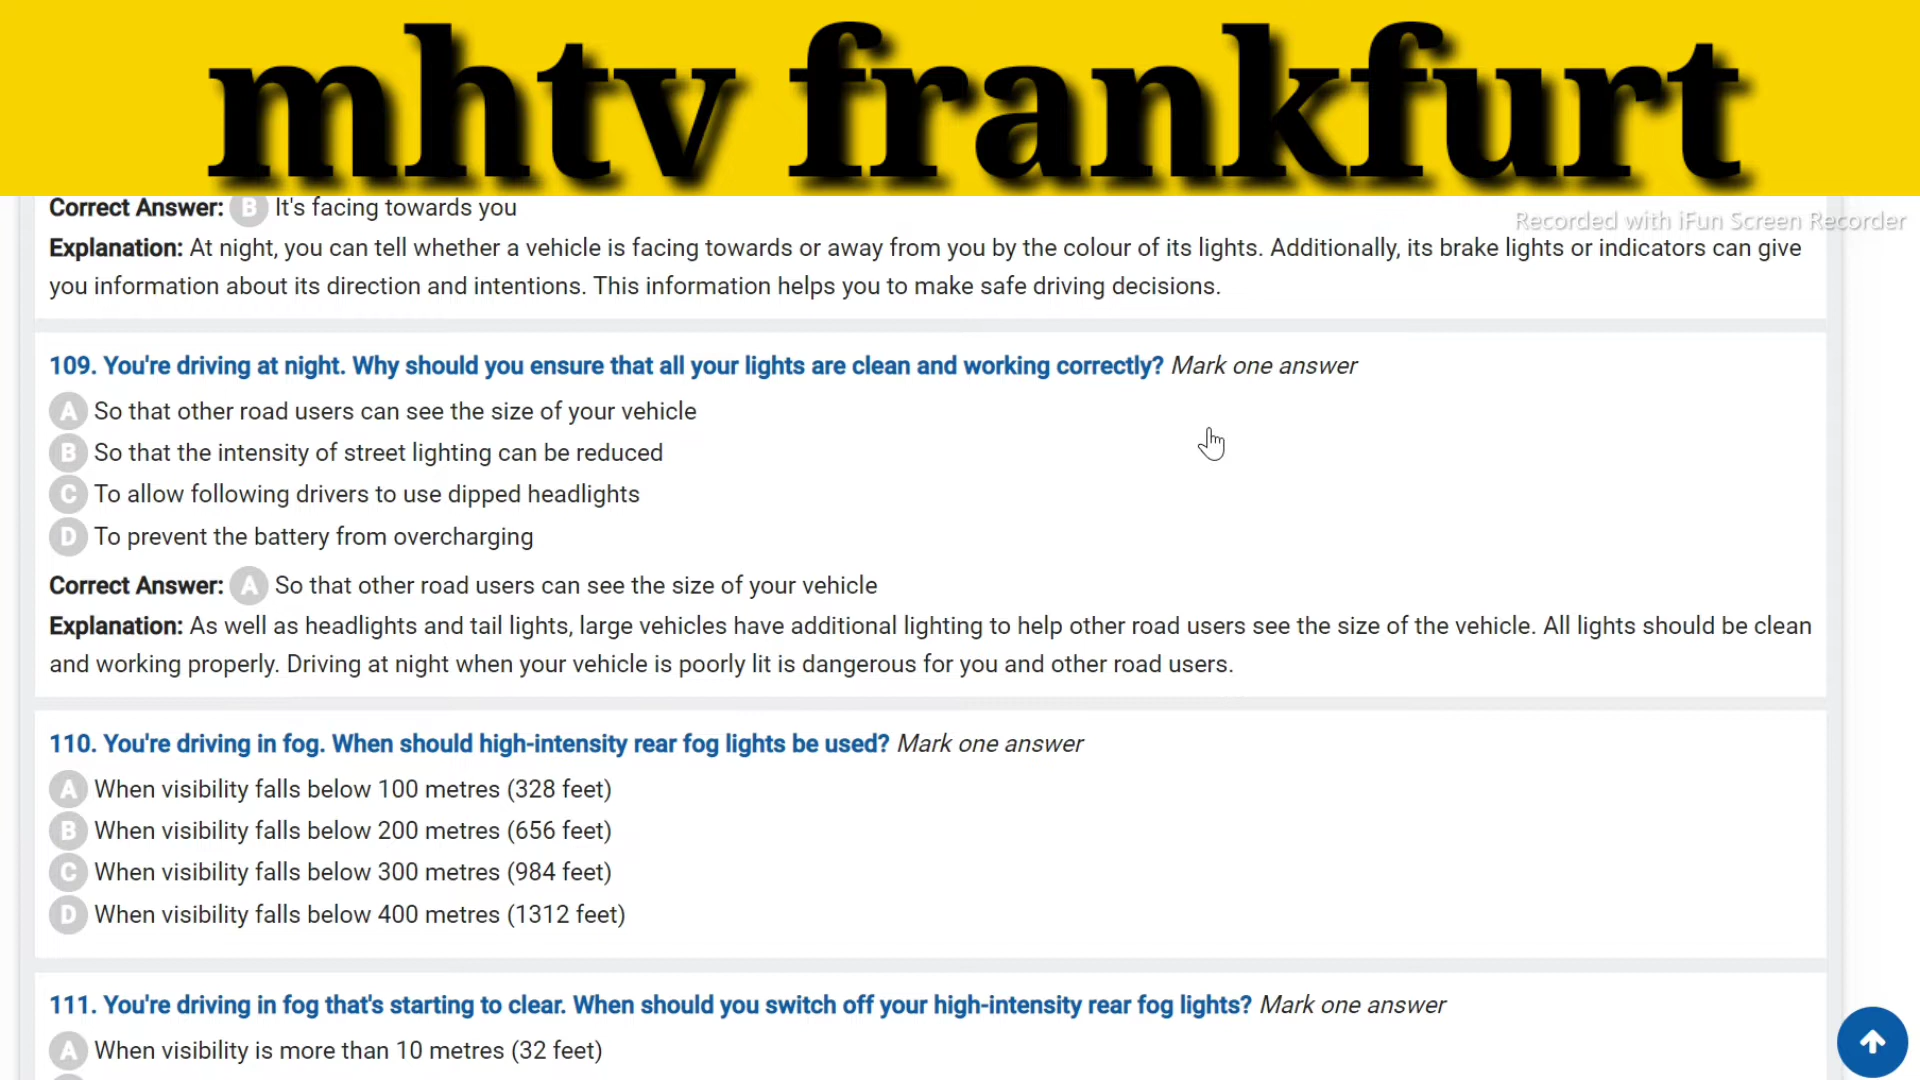 mhtv frankfurt
Recorded with iFun Screen Recorder
Correct Answer: B It's facing towards you
Explanation: At night, you can tell whether a vehicle is facing towards or away from you by the colour of its lights. Additionally, its brake lights or indicators can give
you information about its direction and intentions. This information helps you to make safe driving decisions.
109. You're driving at night. Why should you ensure that all your lights are clean and working correctly? Mark one answer
A So that other road users can see the size of your vehicle
B So that the intensity of street lighting can be reduced
C To allow following drivers to use dipped headlights
D To prevent the battery from overcharging
Correct Answer: A So that other road users can see the size of your vehicle
Explanation: As well as headlights and tail lights, large vehicles have additional lighting to help other road users see the size of the vehicle. All lights should be clean
and working properly. Driving at night when your vehicle is poorly lit is dangerous for you and other road users.
110. You're driving in fog. When should high-intensity rear fog lights be used? Mark one answer
A When visibility falls below 100 metres (328 feet)
B When visibility falls below 200 metres (656 feet)
C When visibility falls below 300 metres (984 feet)
D When visibility falls below 400 metres (1312 feet)
111. You're driving in fog that's starting to clear. When should you switch off your high-intensity rear fog lights? Mark one answer
A When visibility is more than 10 metres (32 feet)